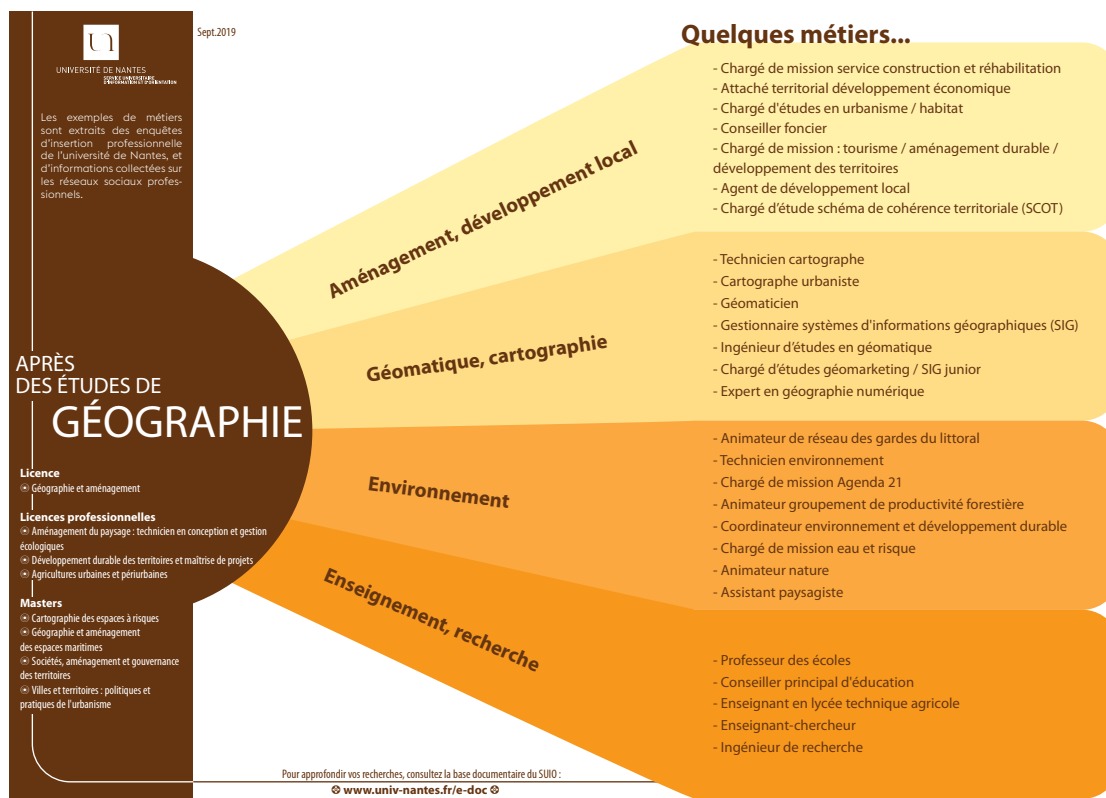 UNIVERSITÉ DE NANTES
SERVICE UNIVERSITAIRE
D'INFORMATION ET D'ORIENTATION
Les exemples de métiers
sont extraits des enquêtes
d'insertion professionnelle
de l'université de Nantes, et
d'informations collectées sur
les réseaux sociaux profes-
sionnels.
Sept.2019
APRÈS
DES ÉTUDES DE
GÉOGRAPHIE
Licence
Géographie et aménagement
Licences professionnelles
Aménagement du paysage : technicien en conception et gestion
écologiques
Développement durable des territoires et maîtrise de projets
Agricultures urbaines et périurbaines
Masters
Cartographie des espaces à risques
Géographie et aménagement
des espaces maritimes
Sociétés, aménagement et gouvernance
des territoires
Villes et territoires : politiques et
pratiques de l'urbanisme
Quelques métiers...
Aménagement, développement local
- Chargé de mission service construction et réhabilitation
- Attaché territorial développement économique
- Chargé d'études en urbanisme / habitat
- Conseiller foncier
- Chargé de mission : tourisme / aménagement durable /
développement des territoires
- Agent de développement local
- Chargé d'étude schéma de cohérence territoriale (SCOT)
Géomatique, cartographie
- Technicien cartographe
- Cartographe urbaniste
- Géomaticien
- Gestionnaire systèmes d'informations géographiques (SIG)
- Ingénieur d'études en géomatique
- Chargé d'études géomarketing / SIG junior
- Expert en géographie numérique
Environnement
- Animateur de réseau des gardes du littoral
- Technicien environnement
- Chargé de mission Agenda 21
- Animateur groupement de productivité forestière
- Coordinateur environnement et développement durable
- Chargé de mission eau et risque
- Animateur nature
- Assistant paysagiste
Enseignement, recherche
- Professeur des écoles
- Conseiller principal d'éducation
- Enseignant en lycée technique agricole
- Enseignant-chercheur
- Ingénieur de recherche
Pour approfondir vos recherches, consultez la base documentaire du SUIO :
www.univ-nantes.fr/e-doc